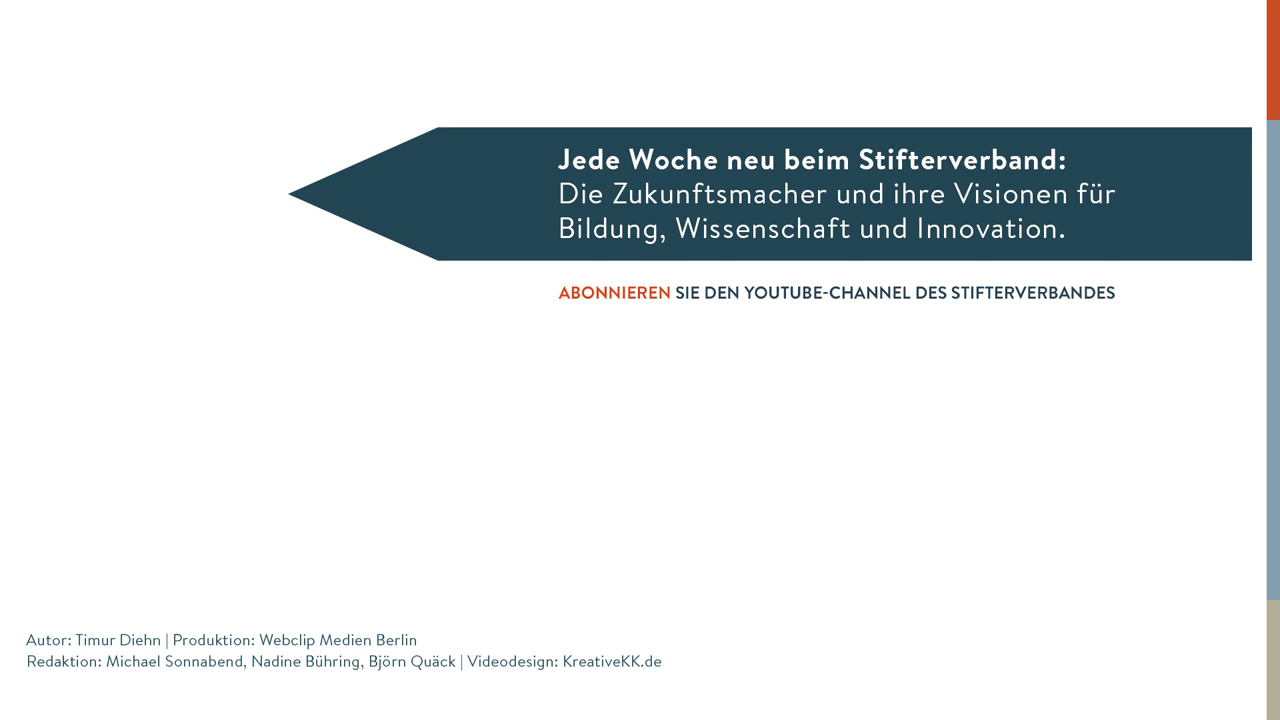 Jede Woche neu beim Stifterverband:
Die Zukunftsmacher und ihre Visionen für
Bildung, Wissenschaft und Innovation.
ABONNIEREN SIE DEN YOUTUBE-CHANNEL DES STIFTERVERBANDES
Autor: Timur Diehn | Produktion: Webclip Medien Berlin
Redaktion: Michael Sonnabend, Nadine Bühring, Björn Quäck | Videodesign: KreativeKK.de